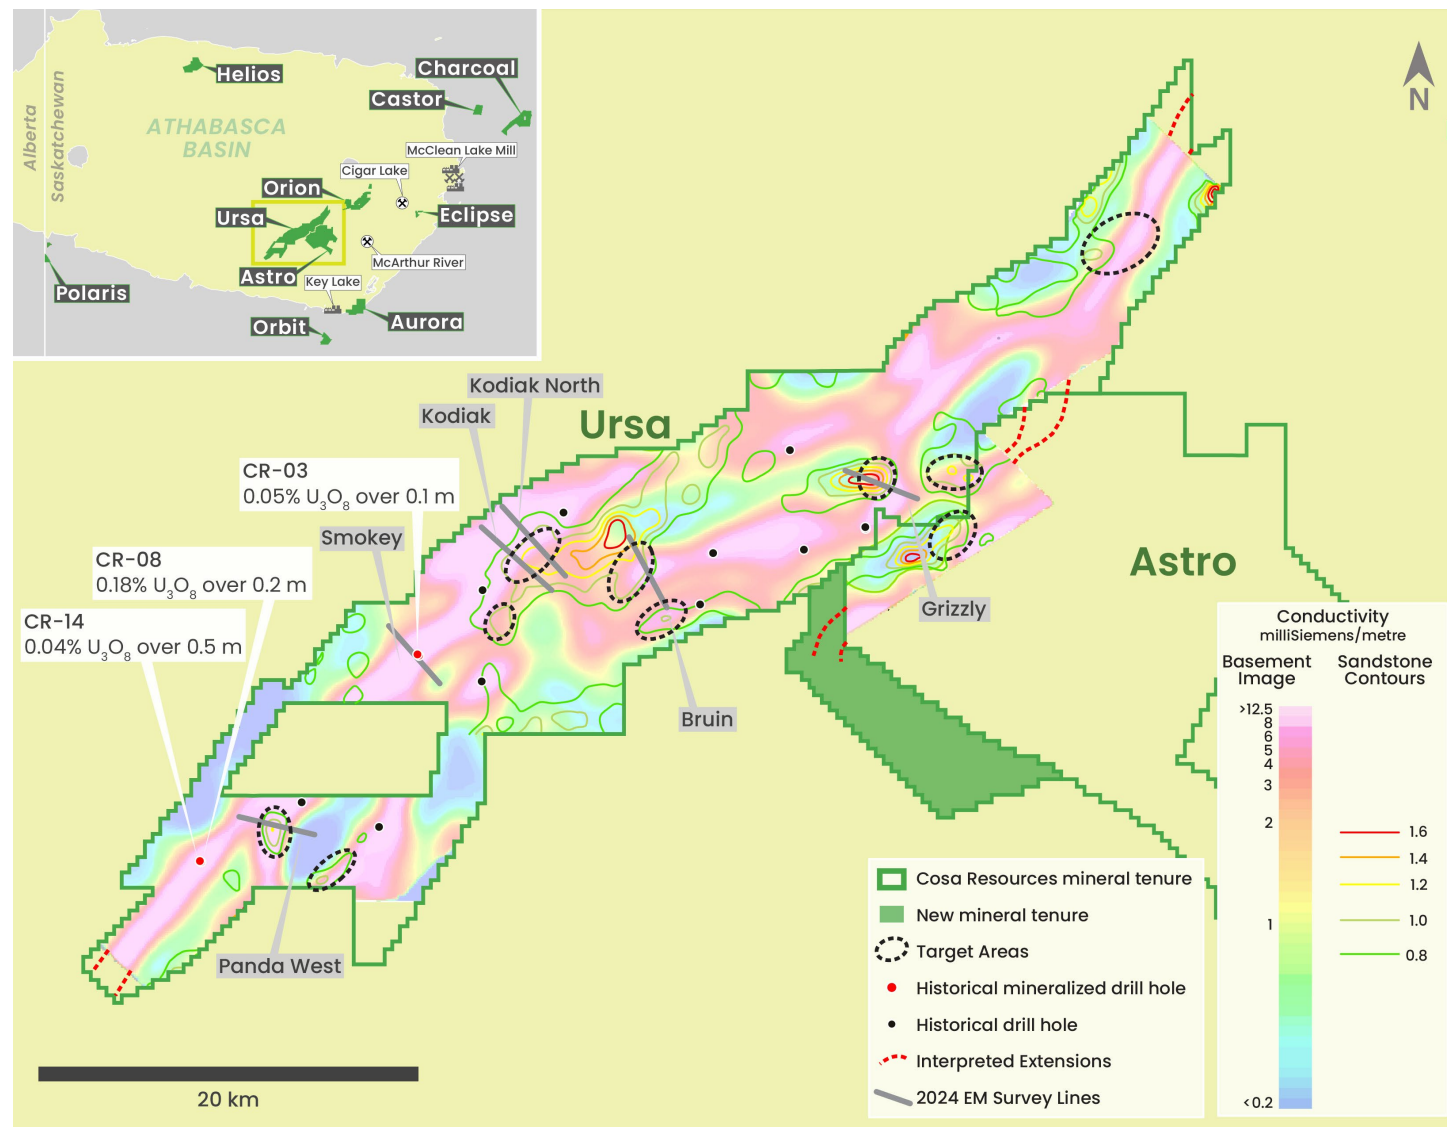 Alberta
Saskatchewan
ATHABASCA
BASIN
Helios
Charcoal
Castor
McClean Lake Mill
Cigar Lake
Orion
Ursa
Eclipse
Astro
McArthur River
Key Lake
Polaris
Orbit
Aurora
N
Kodiak North
Kodiak
Ursa
CR-03
0.05% U₃O₈ over 0.1 m
Smokey
CR-08
0.18% U₃O₈ over 0.2 m
CR-14
0.04% U₃O₈ over 0.5 m
Astro
Grizzly
Bruin
Panda West
20 km
Conductivity
milliSiemens/metre
Basement
Image
Sandstone
Contours
>12.5
8
6
5
4
3
2
1
<0.2
1.6
1.4
1.2
1.0
0.8
Cosa Resources mineral tenure
New mineral tenure
Target Areas
Historical mineralized drill hole
Historical drill hole
Interpreted Extensions
2024 EM Survey Lines